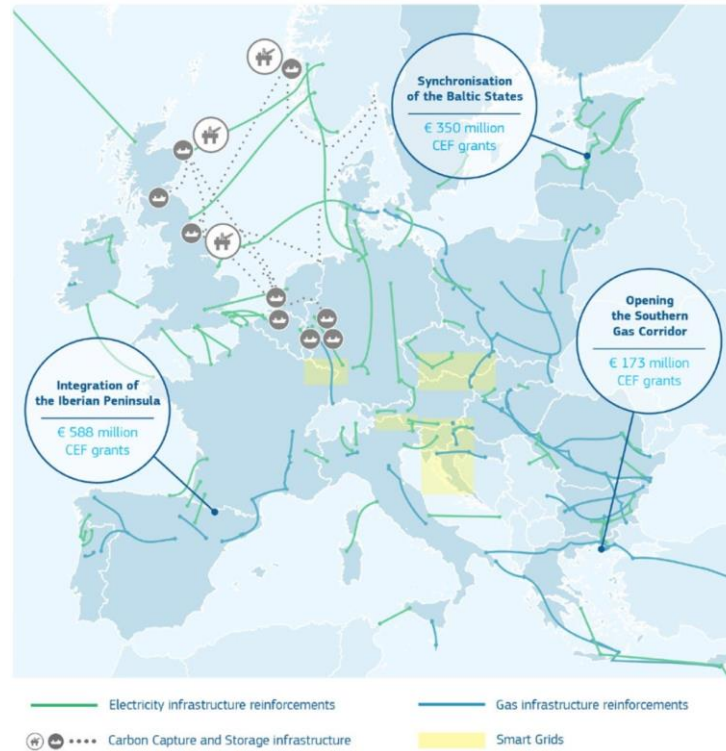 Synchronisation
of the Baltic States
€ 350 million
CEF grants
Opening
the Southern
Gas Corridor
€ 173 million
CEF grants
Integration of
the Iberian Peninsula
€ 588 million
CEF grants
Electricity infrastructure reinforcements
Gas infrastructure reinforcements
Carbon Capture and Storage infrastructure
Smart Grids